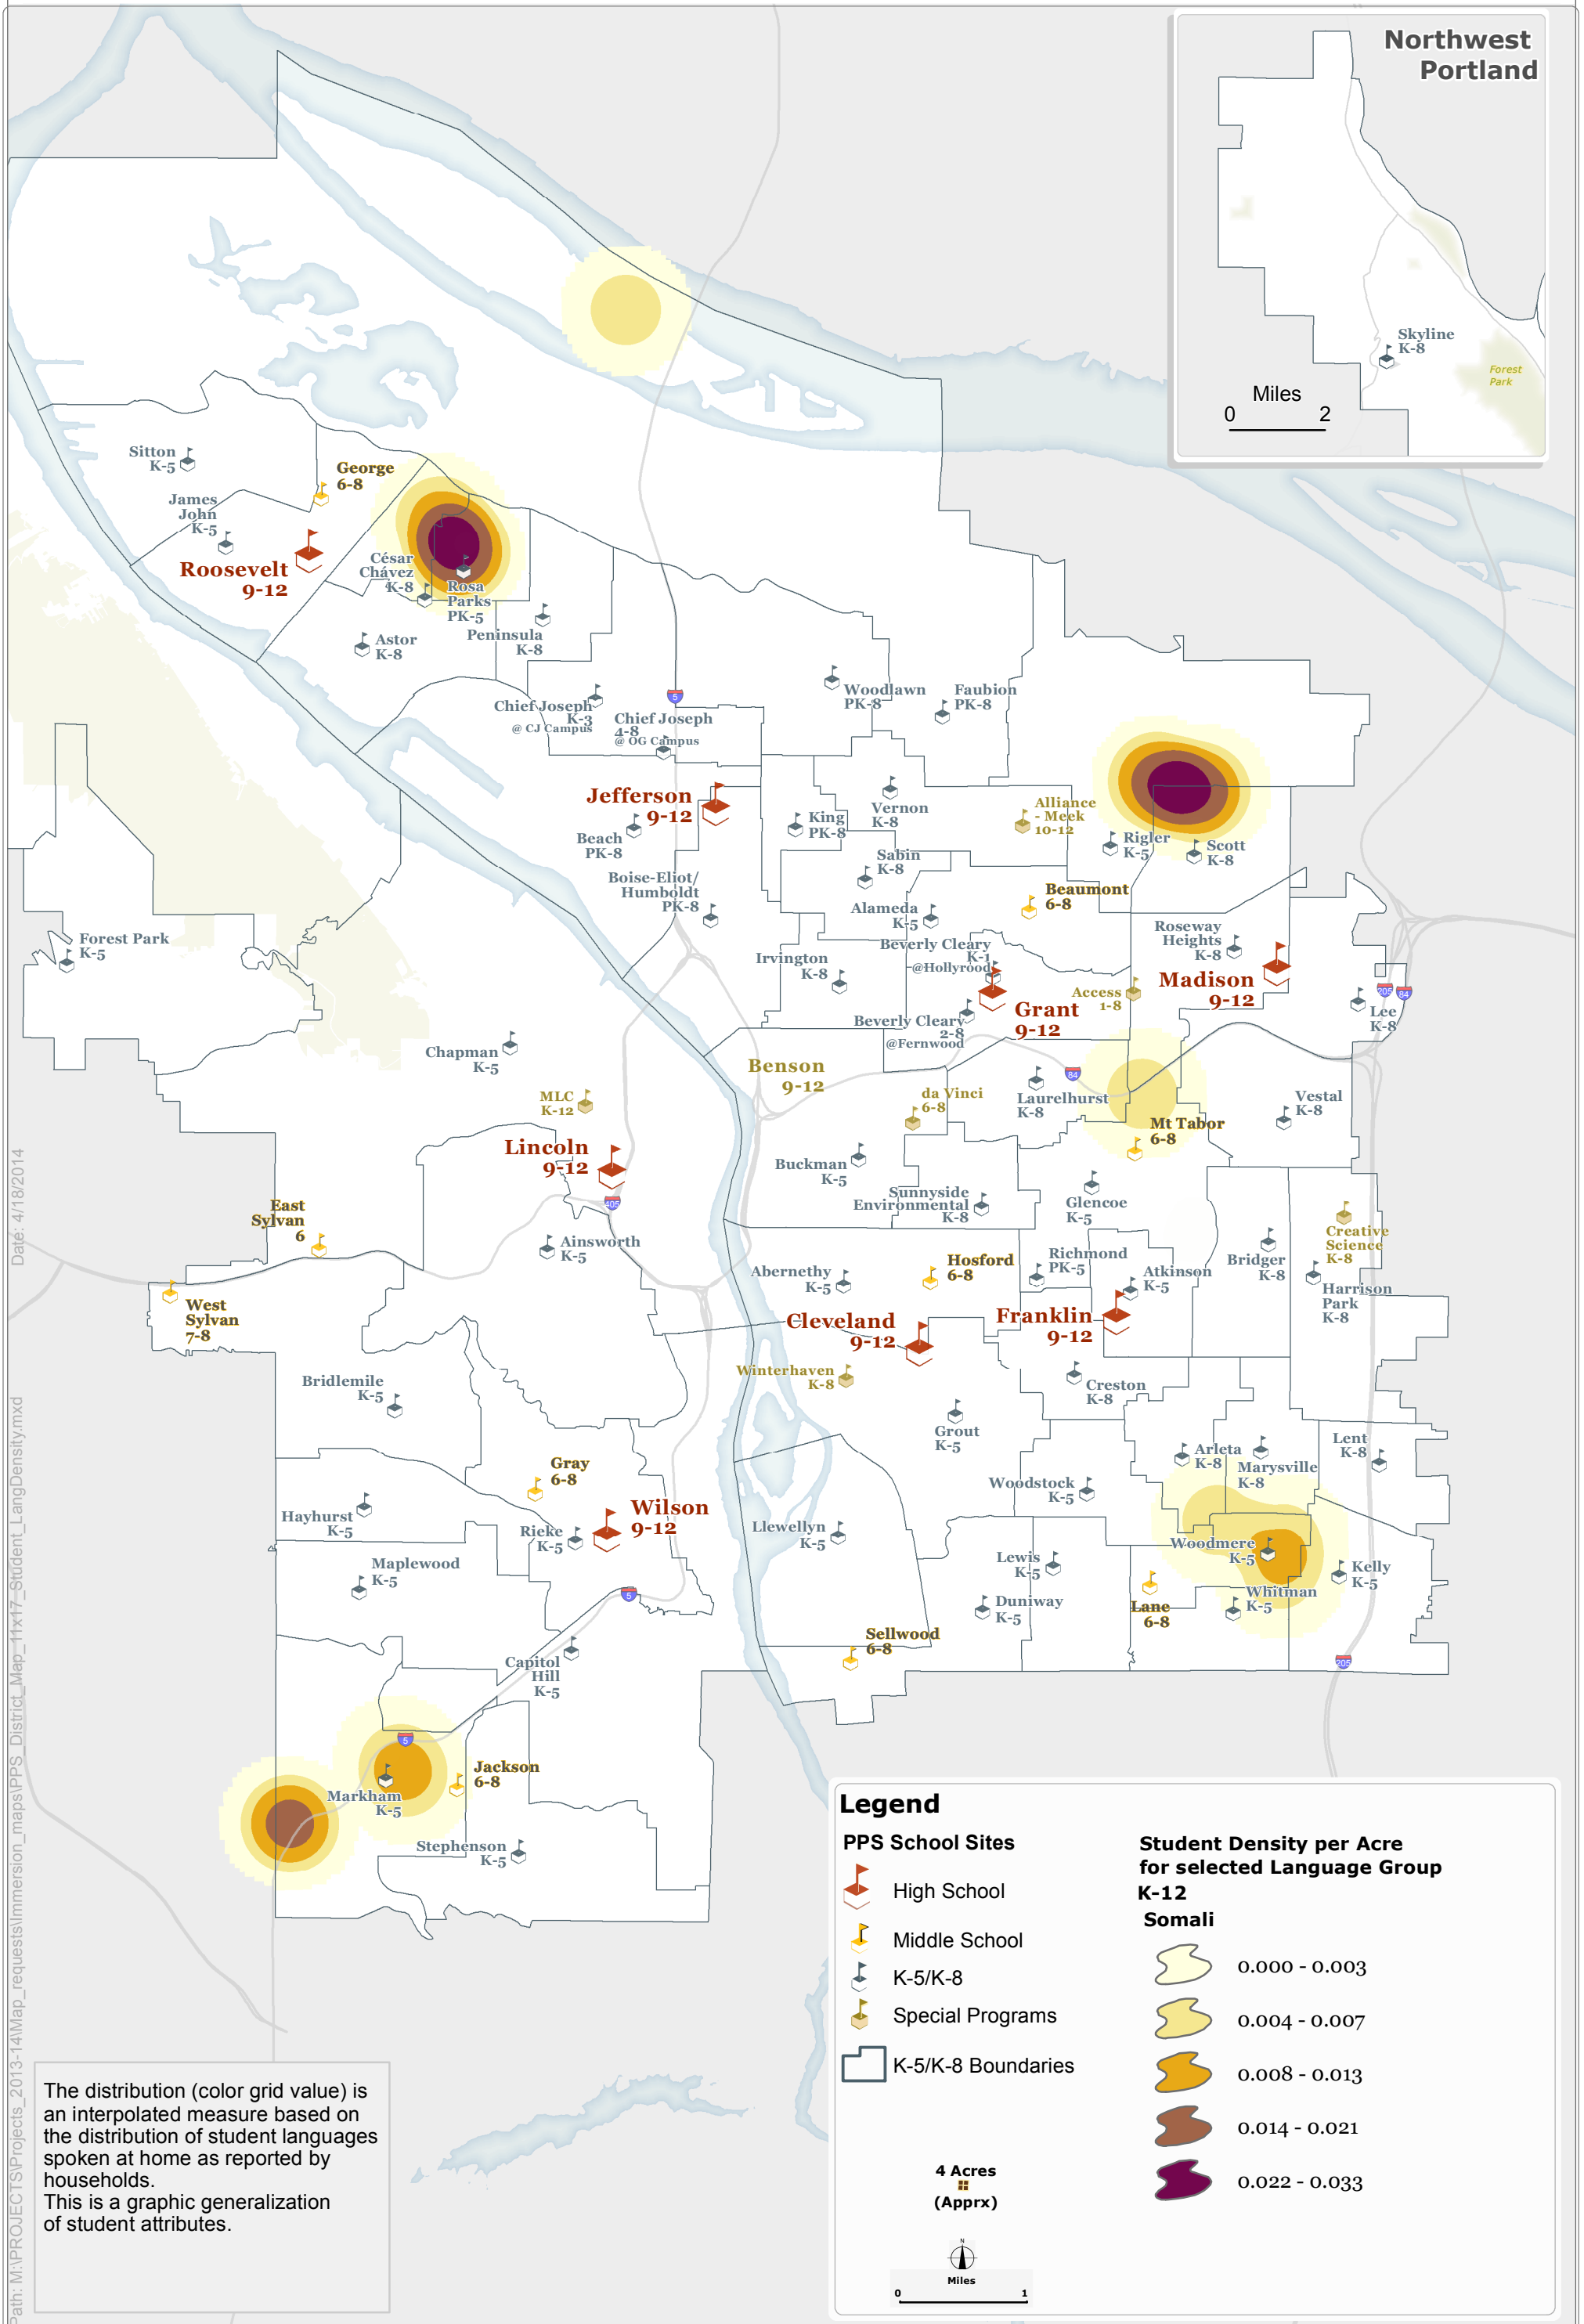 Northwest
Portland
Skyline
K-8
Forest
Park
Miles
0 2
Sitton
K-5
George
6-8
James
John
K-5
Roosevelt
9-12
César
Chávez
K-8
Rosa
Parks
PK-5
Peninsula
K-8
Astor
K-8
Woodlawn
PK-8
Faubion
PK-8
5
Chief Joseph
K-3
@ CJ Campus
Chief Joseph
4-8
@ OG Campus
Jefferson
9-12
Beach
PK-8
King
PK-8
Vernon
K-8
Alliance
- Meek
10-12
Rigler
K-5
Scott
K-8
Sabin
K-8
Boise-Eliot/
Humboldt
PK-8
Beaumont
6-8
Alameda
K-5
Roseway
Heights
K-8
Forest Park
K-5
Beverly Cleary
K-1
@Hollyrood
Irvington
K-8
Madison
9-12
Access
1-8
Grant
9-12
205
84
Lee
K-8
Beverly Cleary
2-8
@Fernwood
Chapman
K-5
Benson
9-12
84
MLC
K-12
da Vinci
6-8
Laurelhurst
K-8
Vestal
K-8
Mt Tabor
6-8
Lincoln
9-12
Buckman
K-5
Sunnyside
Environmental
K-8
Glencoe
K-5
405
East
Sylvan
6
Creative
Science
K-8
Ainsworth
K-5
Hosford
6-8
Richmond
PK-5
Bridger
K-8
Abernethy
K-5
Atkinson
K-5
Harrison
Park
K-8
West
Sylvan
7-8
Cleveland
9-12
Franklin
9-12
Winterhaven
K-8
Bridlemile
K-5
Creston
K-8
Grout
K-5
Arleta
K-8
Marysville
K-8
Lent
K-8
Gray
6-8
Woodstock
K-5
Wilson
9-12
Hayhurst
K-5
Rieke
K-5
Llewellyn
K-5
Woodmere
K-5
Lewis
K-5
Maplewood
K-5
Kelly
K-5
Whitman
K-5
5
Duniway
K-5
Lane
6-8
Sellwood
6-8
205
Capitol
Hill
K-5
5
Jackson
6-8
Markham
K-5
Stephenson
K-5
Date: 4/18/2014
Path: M:\PROJECTS\Projects_2013-14\Map_requests\Immersion_maps\PPS_District_Map_11x17_Student_LangDensity.mxd
The distribution (color grid value) is
an interpolated measure based on
the distribution of student languages
spoken at home as reported by
households.
This is a graphic generalization
of student attributes.
Legend
PPS School Sites
High School
Middle School
K-5/K-8
Special Programs
K-5/K-8 Boundaries
Student Density per Acre
for selected Language Group
K-12
Somali
0.000 - 0.003
0.004 - 0.007
0.008 - 0.013
0.014 - 0.021
0.022 - 0.033
4 Acres
(Apprx)
N
Miles
0 1